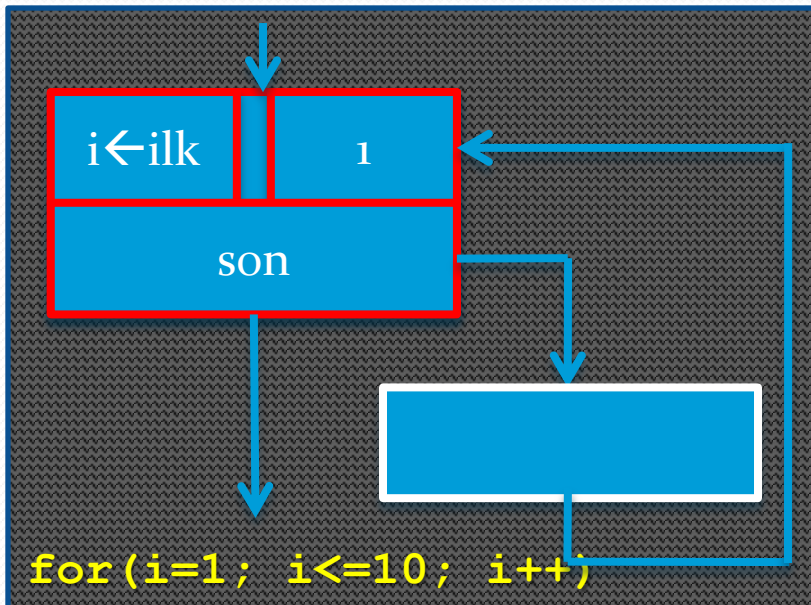 i←ilk 1
son
for(i=1; i<=10; i++)